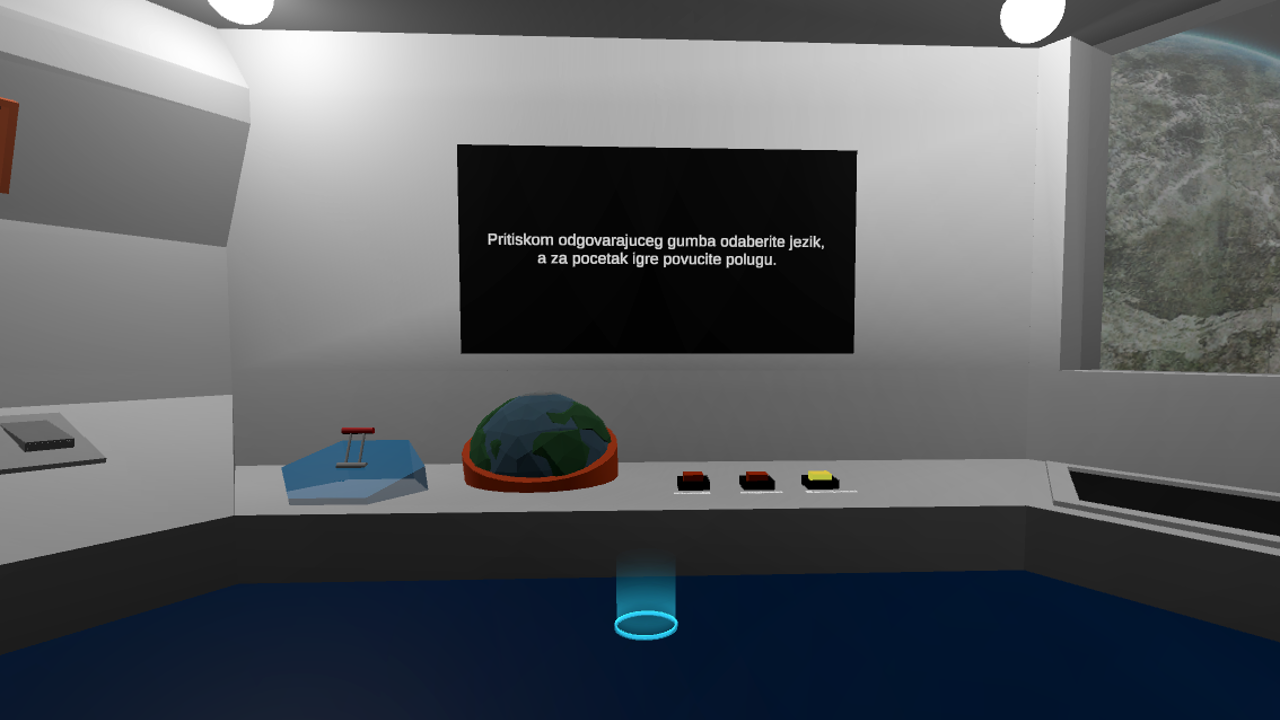 Pritiskom odgovarajuceg gumba odaberite jezik,
a za pocetak igre povucite polugu.